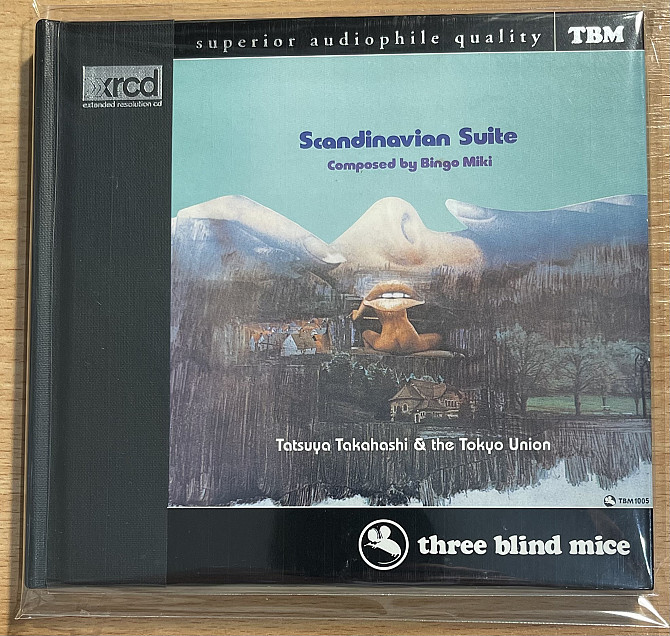 superior audiophile quality | TBM
xrcd
extended resolution cd
Scandinavian Suite
Composed by Bingo Miki
Tatsuya Takahashi & the Tokyo Union
TBM1005
three blind mice